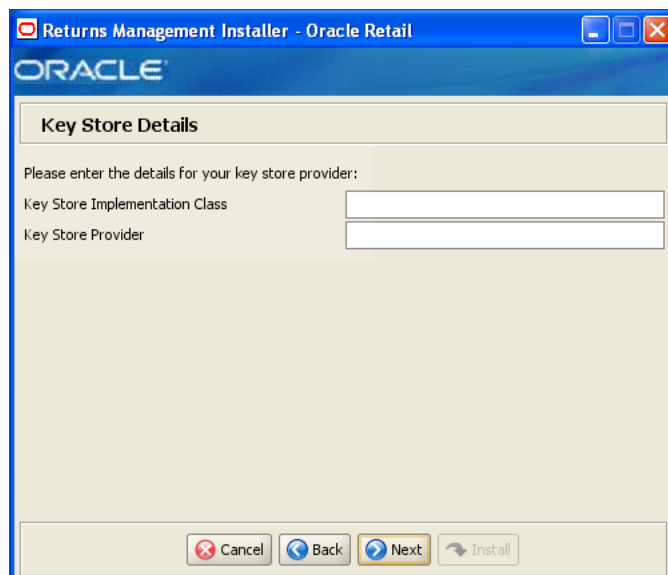 Returns Management Installer - Oracle Retail
ORACLE
Key Store Details
Please enter the details for your key store provider:
Key Store Implementation Class
Key Store Provider
Cancel Back Next Install